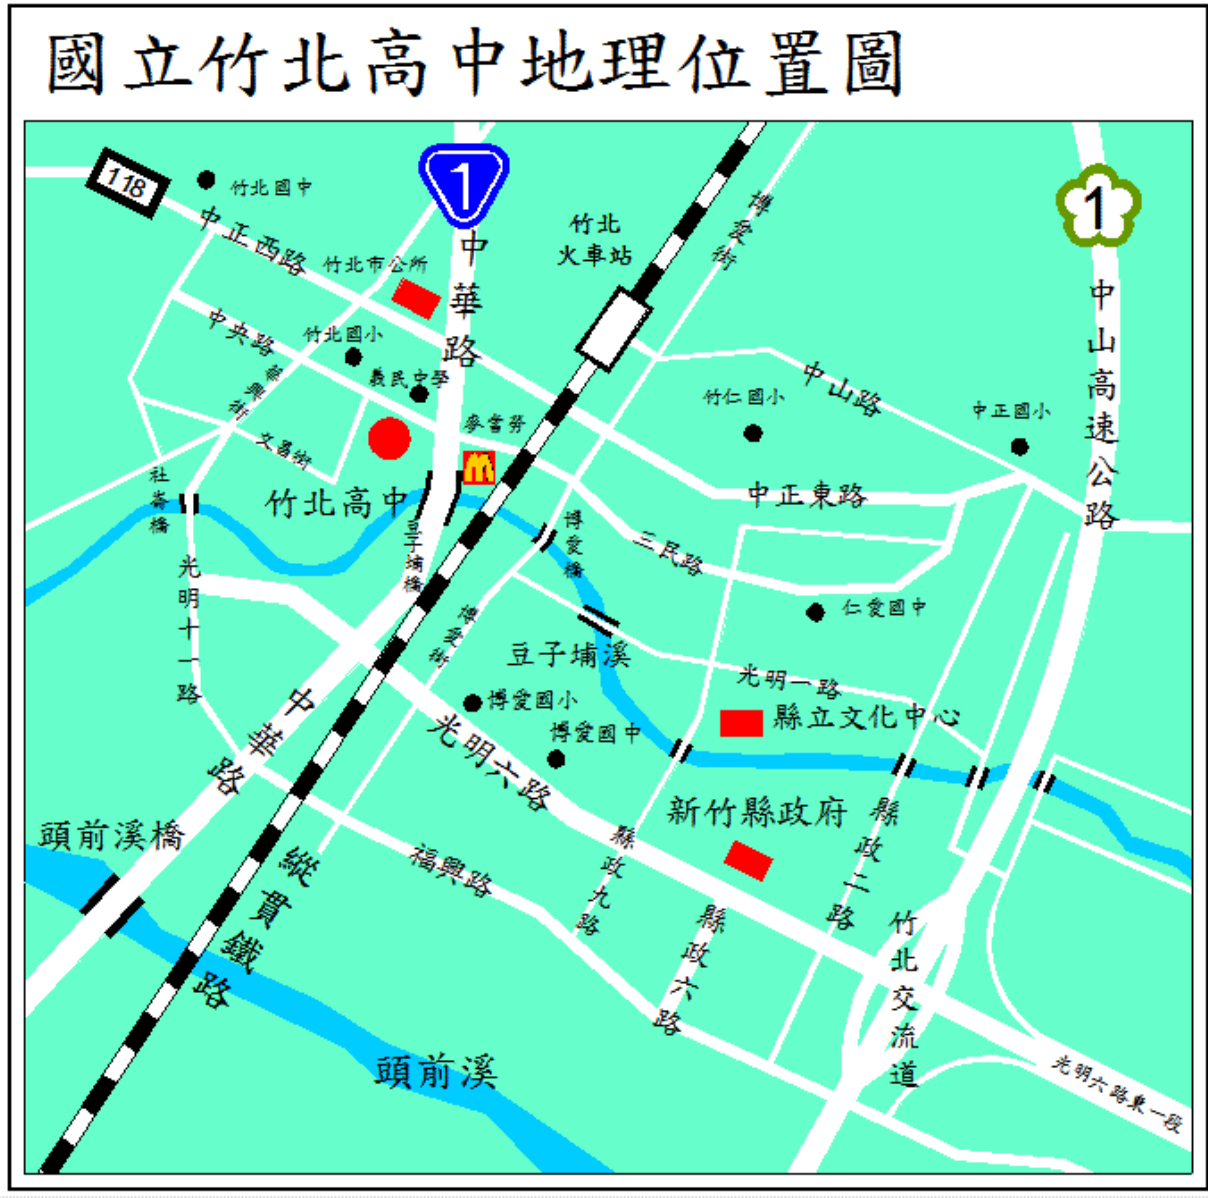 國立竹北高中地理位置圖
118
竹北國中
1
1
中正西路
竹北
火車站
博愛街
竹北市公所
中華路
中山高速公路
中央路
竹北國小
華興街
義民中學
麥當勞
竹仁國小
中山路
中正國小
文昌街
社崙橋
竹北高中
豆子埔橋
博愛橋
三民路
中正東路
光明十一路
博愛街
豆子埔溪
仁愛國中
光明一路
中華路
博愛國小
博愛國中
縣立文化中心
光明六路
頭前溪橋
新竹縣政府
縱貫鐵路
福興路
縣政九路
縣政六路
縣政二路
竹北交流道
頭前溪
光明六路東一段